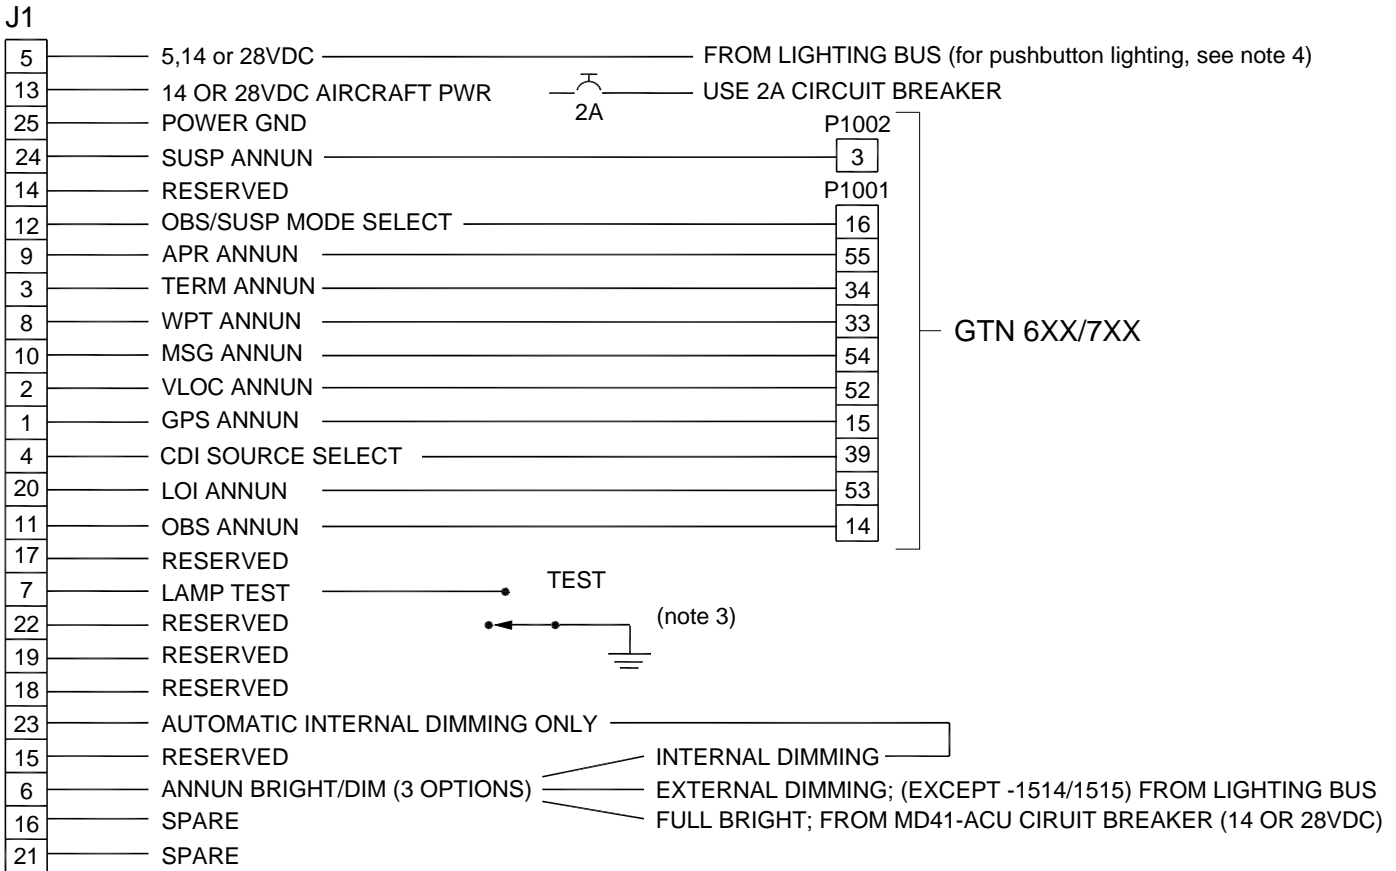 J1
5 5,14 or 28VDC FROM LIGHTING BUS (for pushbutton lighting, see note 4)
13 14 OR 28VDC AIRCRAFT PWR 2A USE 2A CIRCUIT BREAKER
25 POWER GND P1002
24 SUSP ANNUN 3
14 RESERVED P1001
12 OBS/SUSP MODE SELECT 16
9 APR ANNUN 55
3 TERM ANNUN 34
8 WPT ANNUN 33
GTN 6XX/7XX
10 MSG ANNUN 54
2 VLOC ANNUN 52
1 GPS ANNUN 15
4 CDI SOURCE SELECT 39
20 LOI ANNUN 53
11 OBS ANNUN 14
17 RESERVED
7 LAMP TEST TEST
22 RESERVED (note 3)
19 RESERVED
18 RESERVED
23 AUTOMATIC INTERNAL DIMMING ONLY
15 RESERVED INTERNAL DIMMING
6 ANNUN BRIGHT/DIM (3 OPTIONS) EXTERNAL DIMMING; (EXCEPT -1514/1515) FROM LIGHTING BUS
16 SPARE FULL BRIGHT; FROM MD41-ACU CIRUIT BREAKER (14 OR 28VDC)
21 SPARE